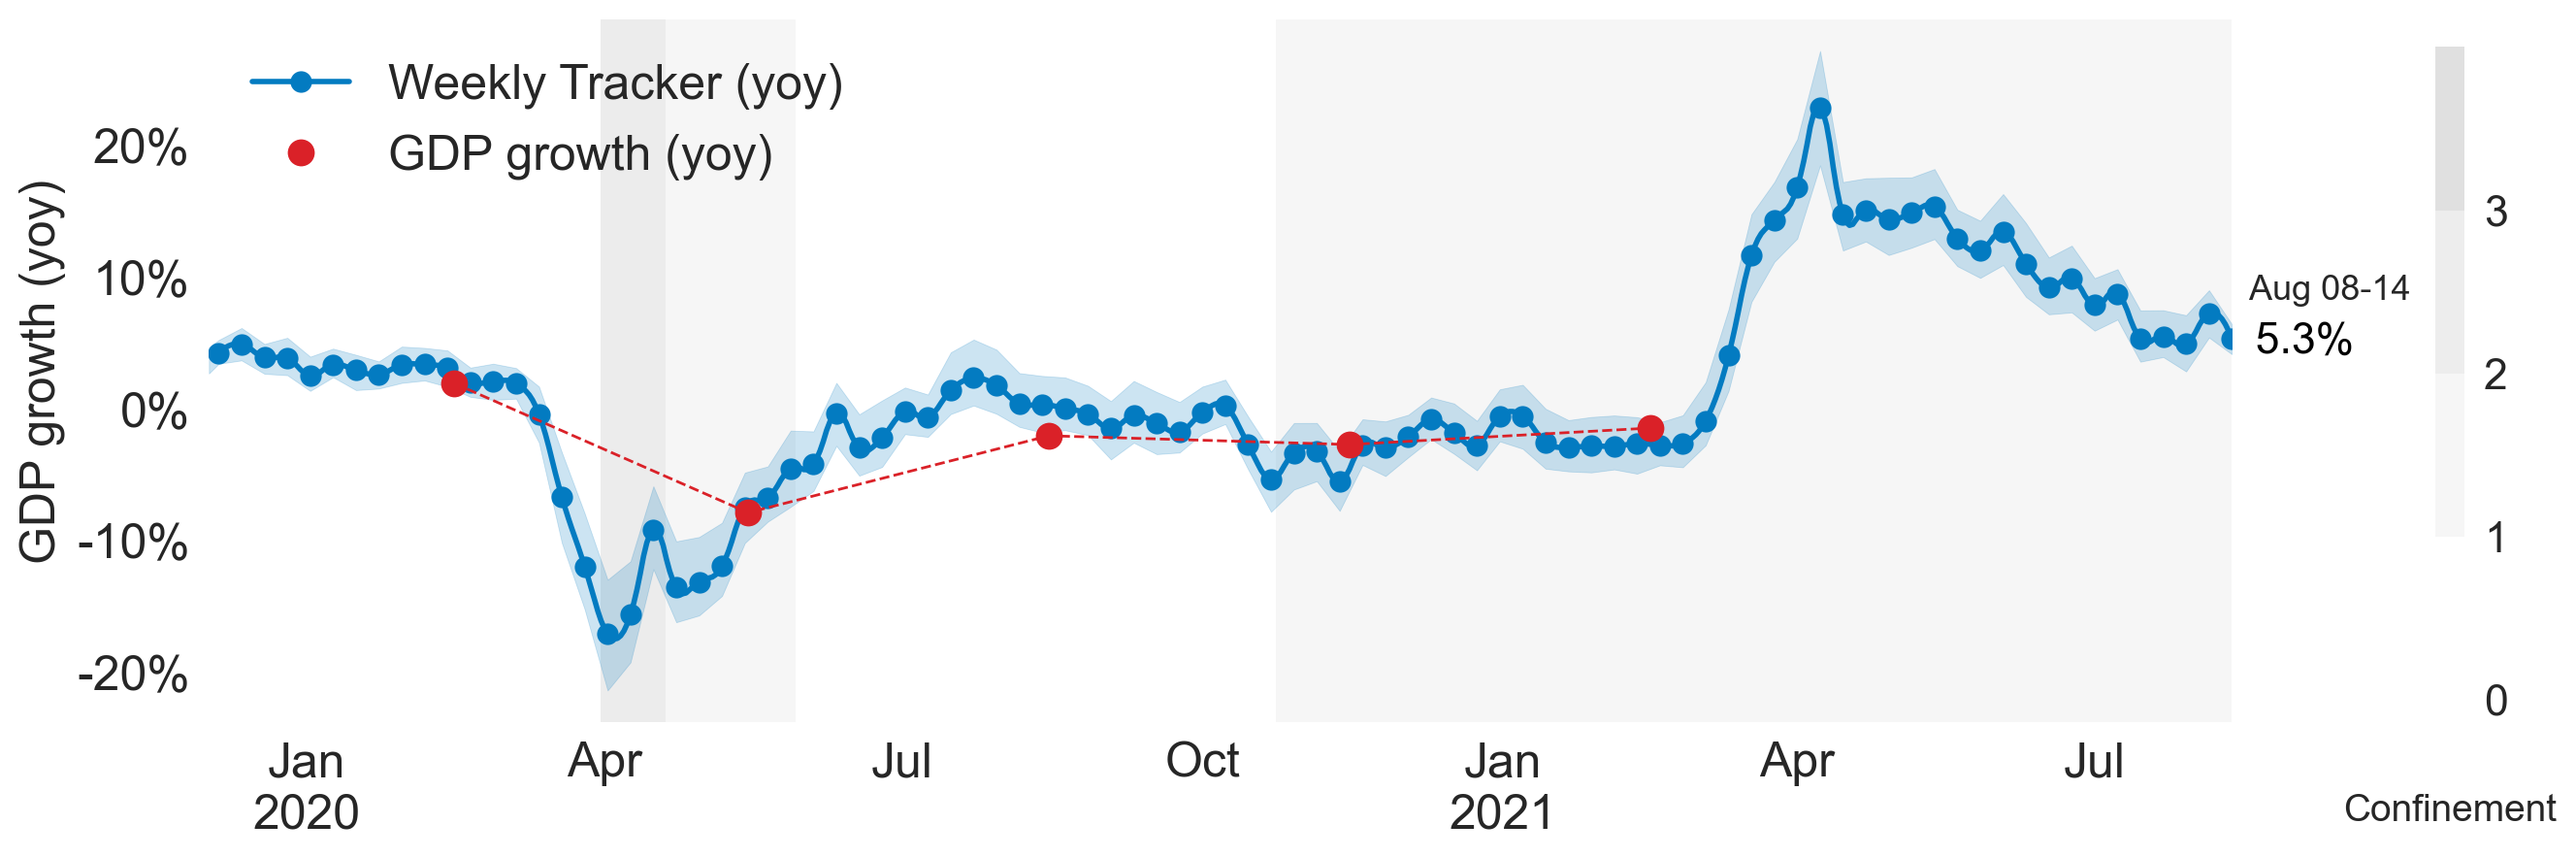 Weekly Tracker (yoy)
GDP growth (yoy)
GDP growth (yoy)
20%
10%
0%
-10%
-20%
Jan
2020
Apr
Jul
Oct
Jan
2021
Apr
Jul
Aug 08-14
5.3%
3
2
1
0
Confinement